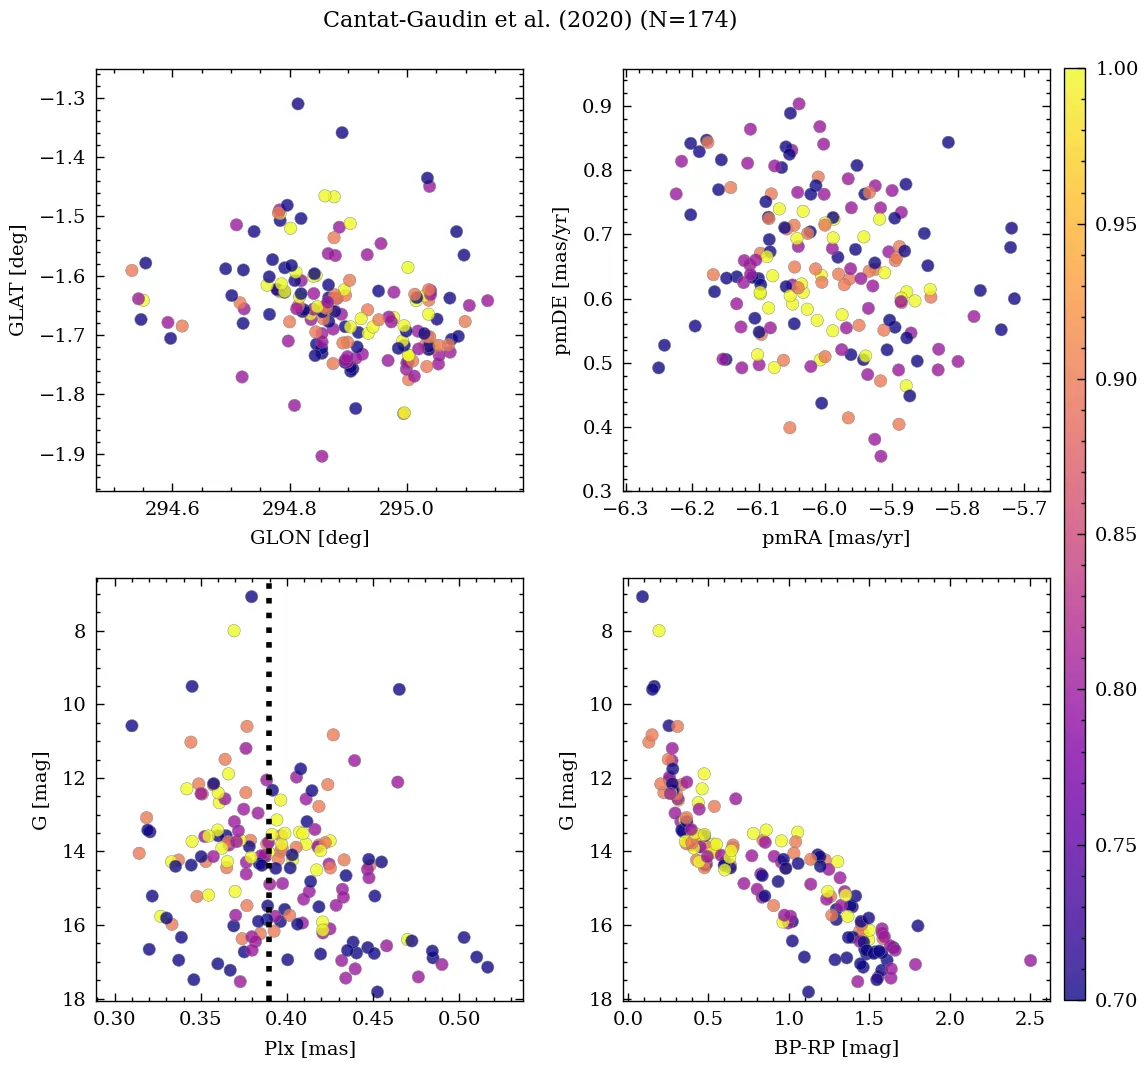 Cantat-Gaudin et al. (2020) (N=174)
−1.3
−1.4
−1.5
−1.6
−1.7
−1.8
−1.9
GLAT [deg]
294.6 294.8 295.0
GLON [deg]
0.9
0.8
0.7
0.6
0.5
0.4
0.3
pmDE [mas/yr]
−6.3 −6.2 −6.1 −6.0 −5.9 −5.8 −5.7
pmRA [mas/yr]
8
10
12
14
16
18
G [mag]
0.30 0.35 0.40 0.45 0.50
Plx [mas]
8
10
12
14
16
18
G [mag]
0.0 0.5 1.0 1.5 2.0 2.5
BP-RP [mag]
1.00
0.95
0.90
0.85
0.80
0.75
0.70